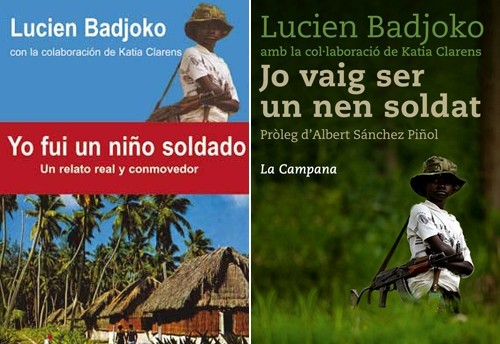 Lucien Badjoko
con la colaboración de Katia Clarens
Yo fui un niño soldado
Un relato real y conmovedor
Lucien Badjoko
amb la col·laboració de Katia Clarens
Jo vaig ser
un nen soldat
Pròleg d'Albert Sánchez Piñol
La Campana